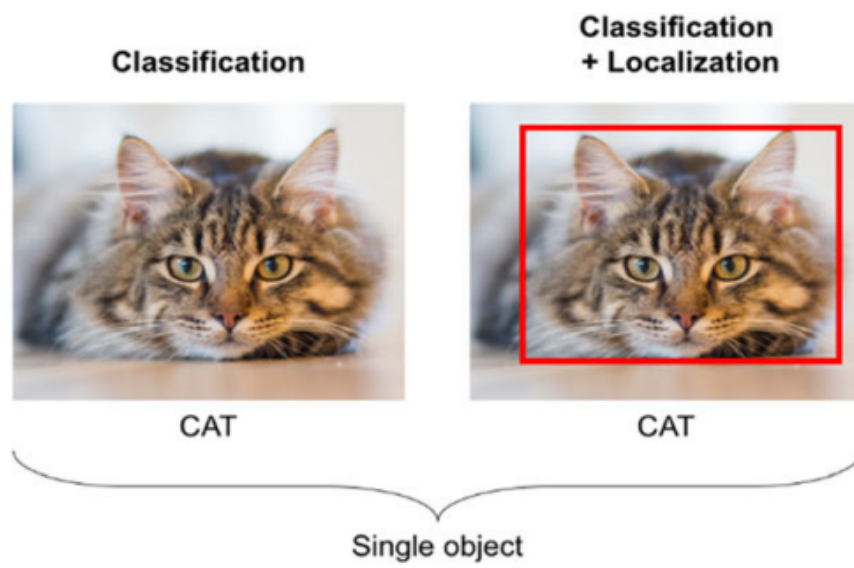 Classification
Classification
+ Localization
CAT
CAT
Single object